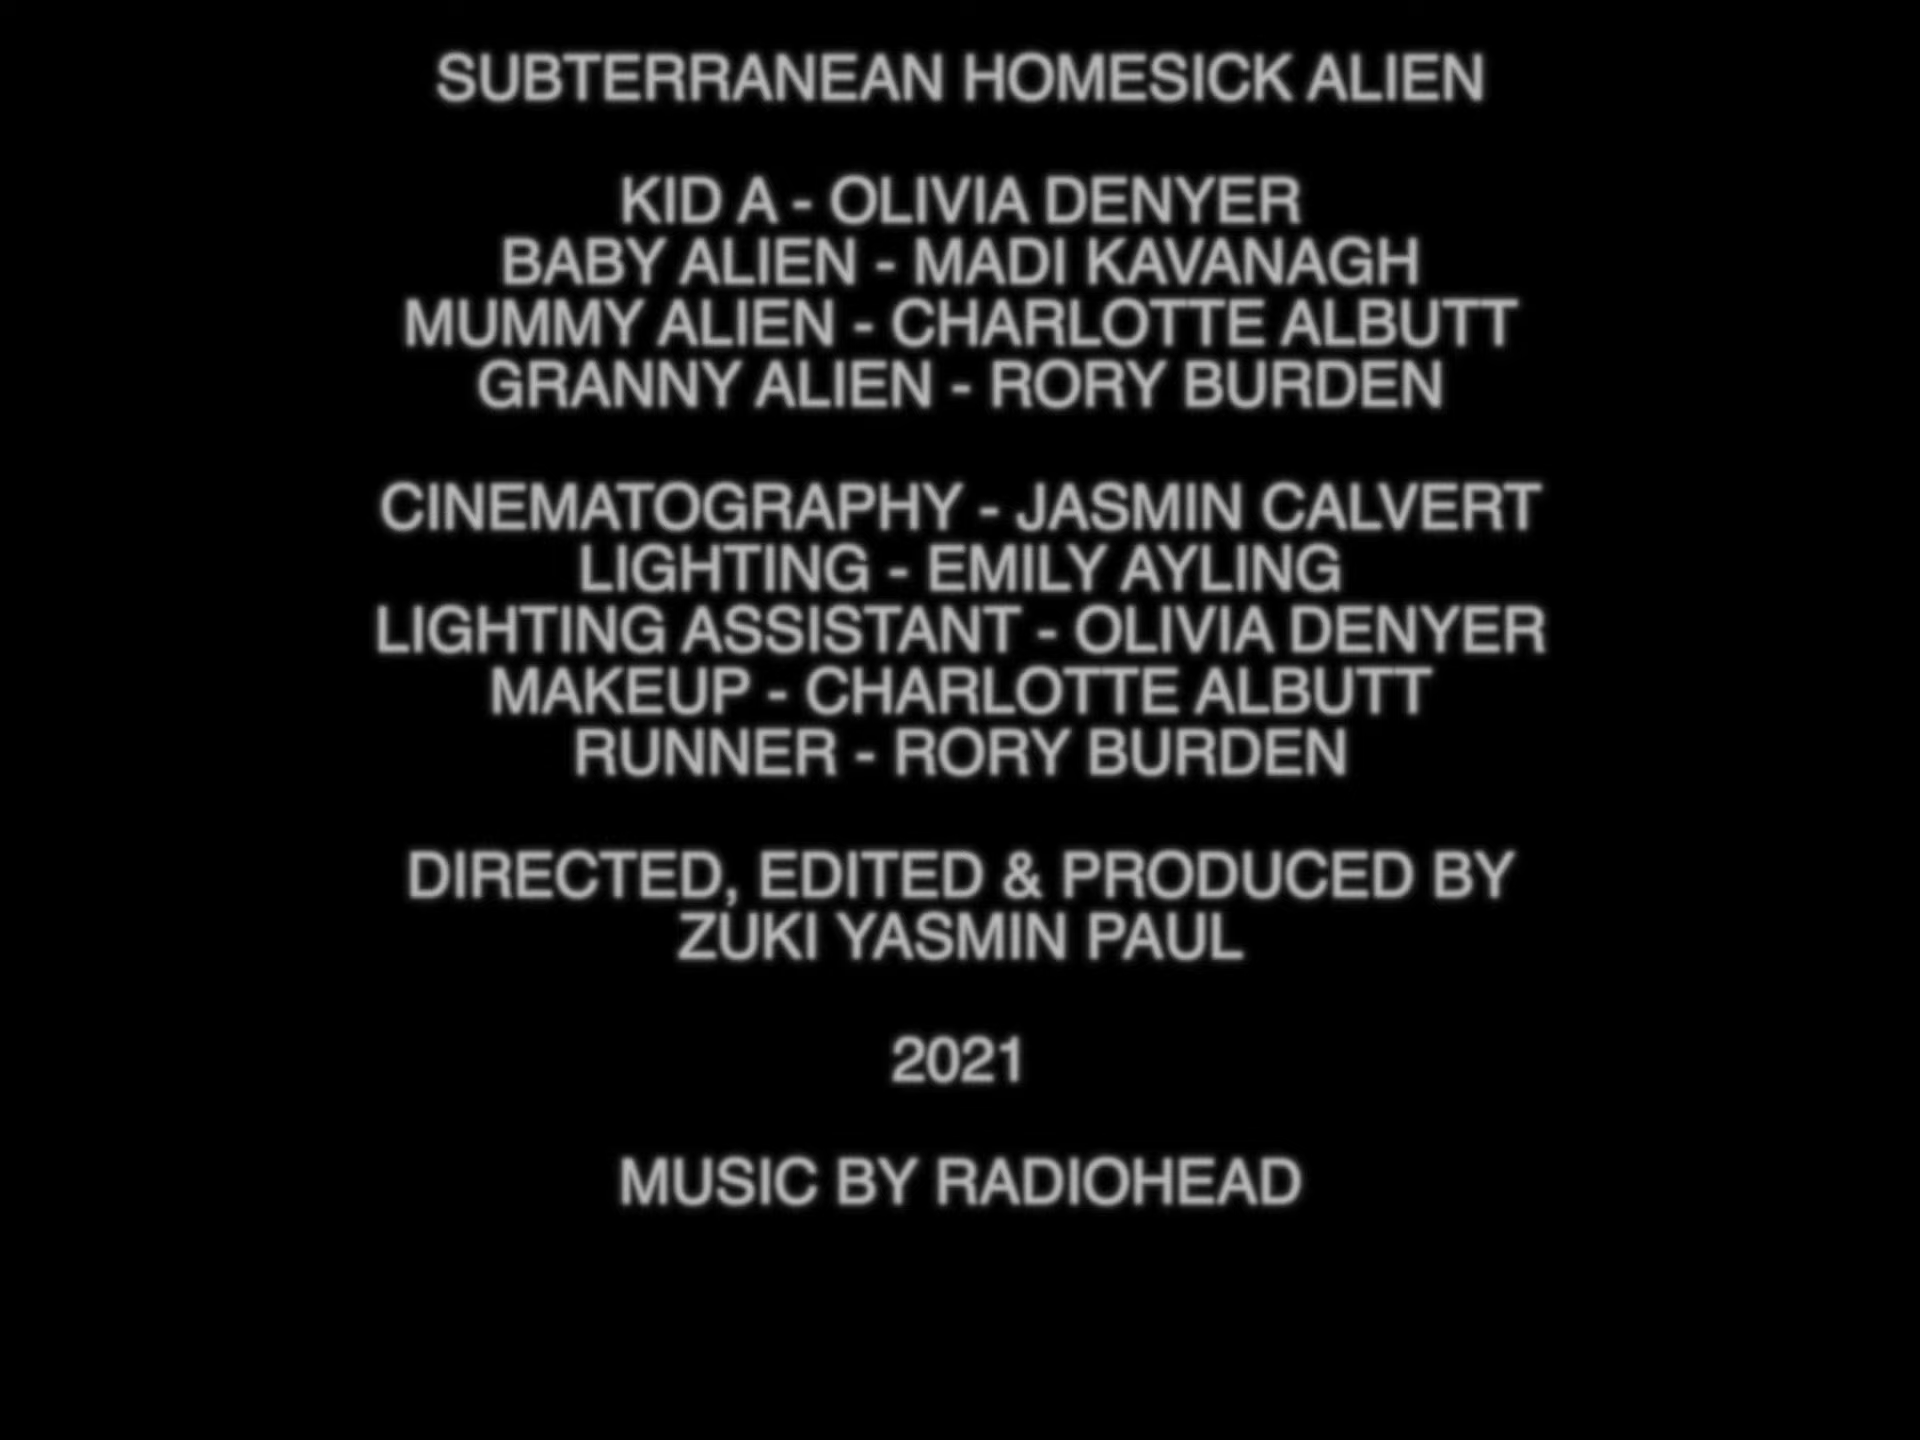 SUBTERRANEAN HOMESICK ALIEN
KID A - OLIVIA DENYER
BABY ALIEN - MADI KAVANAGH
MUMMY ALIEN - CHARLOTTE ALBUTT
GRANNY ALIEN - RORY BURDEN
CINEMATOGRAPHY - JASMIN CALVERT
LIGHTING - EMILY AYLING
LIGHTING ASSISTANT - OLIVIA DENYER
MAKEUP - CHARLOTTE ALBUTT
RUNNER - RORY BURDEN
DIRECTED, EDITED & PRODUCED BY
ZUKI YASMIN PAUL
2021
MUSIC BY RADIOHEAD